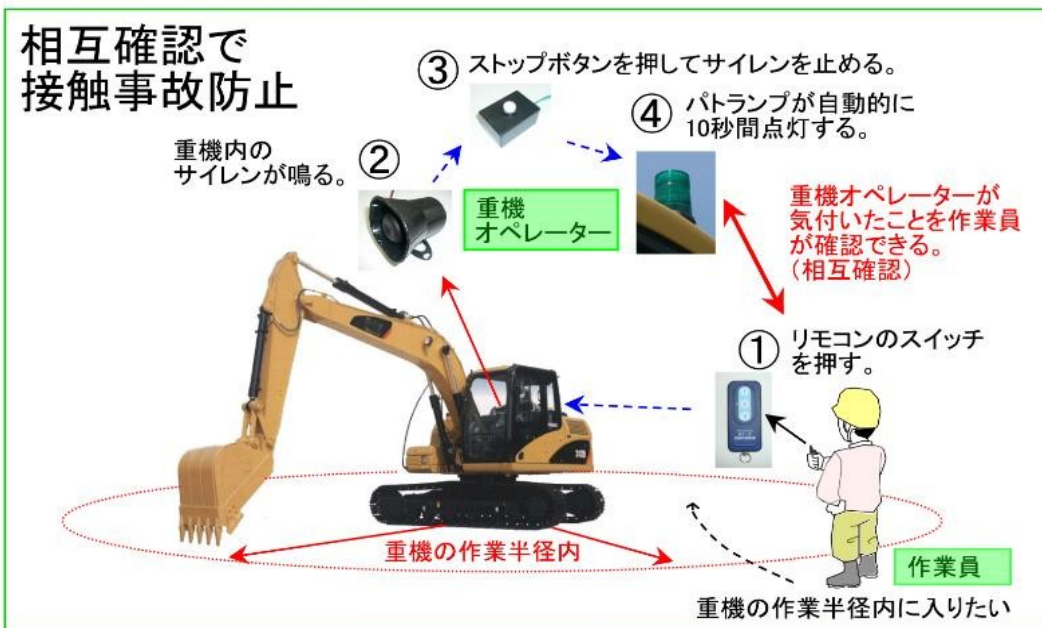 相互確認で
接触事故防止
③ ストップボタンを押してサイレンを止める。
④ パトランプが自動的に
10秒間点灯する。
重機内の
サイレンが鳴る。
②
重機
オペレーター
重機オペレーターが
気付いたことを作業員
が確認できる。
（相互確認）
① リモコンのスイッチ
を押す。
重機の作業半径内
作業員
重機の作業半径内に入りたい